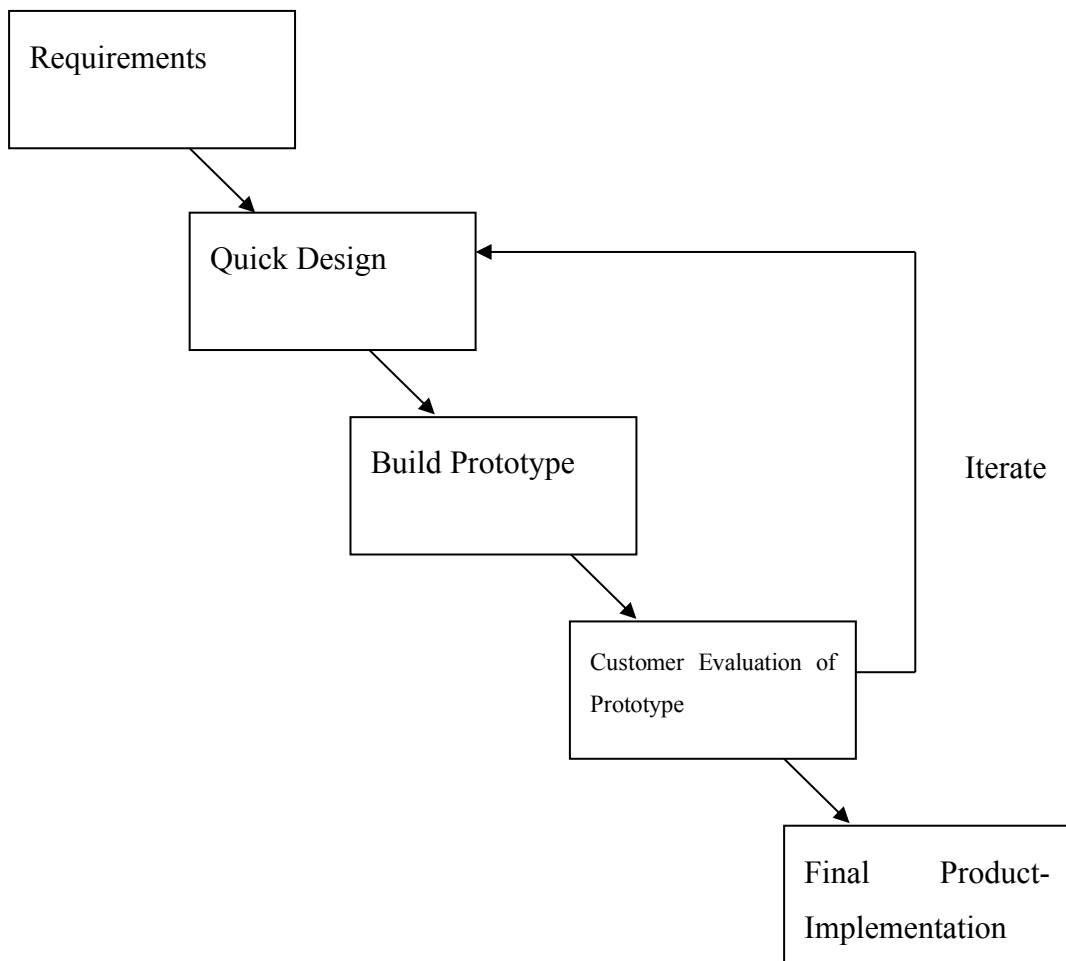 Requirements
Quick Design
Build Prototype
Iterate
Customer Evaluation of
Prototype
Final Product-
Implementation